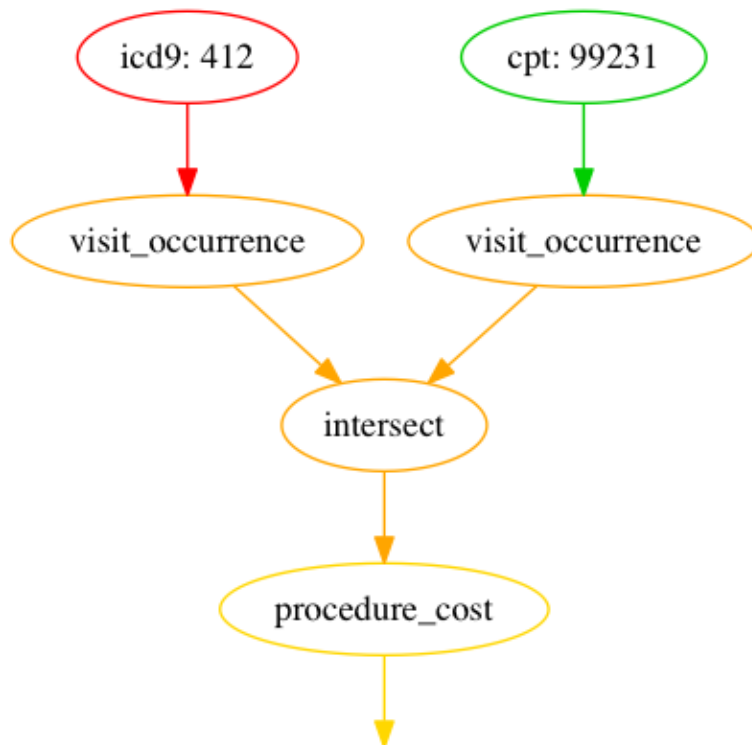 icd9: 412
cpt: 99231
visit_occurrence
visit_occurrence
intersect
procedure_cost